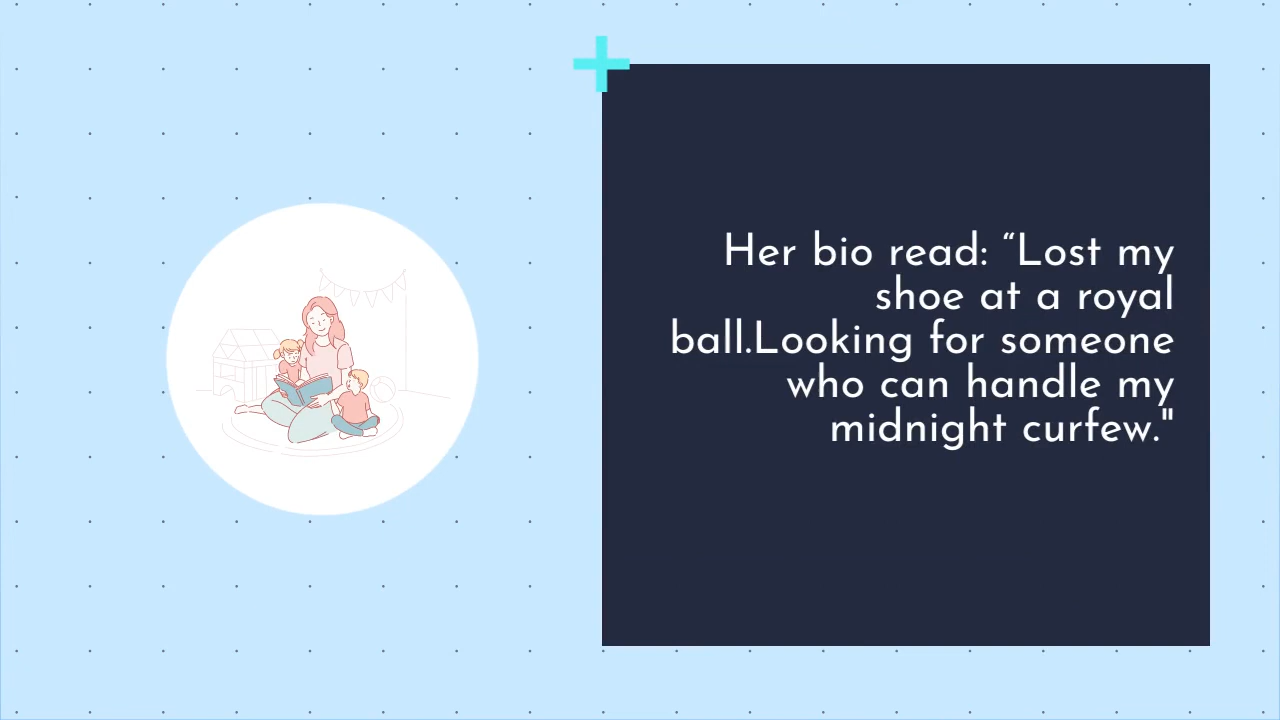 Her bio read: “Lost my
shoe at a royal
ball.Looking for someone
who can handle my
midnight curfew."